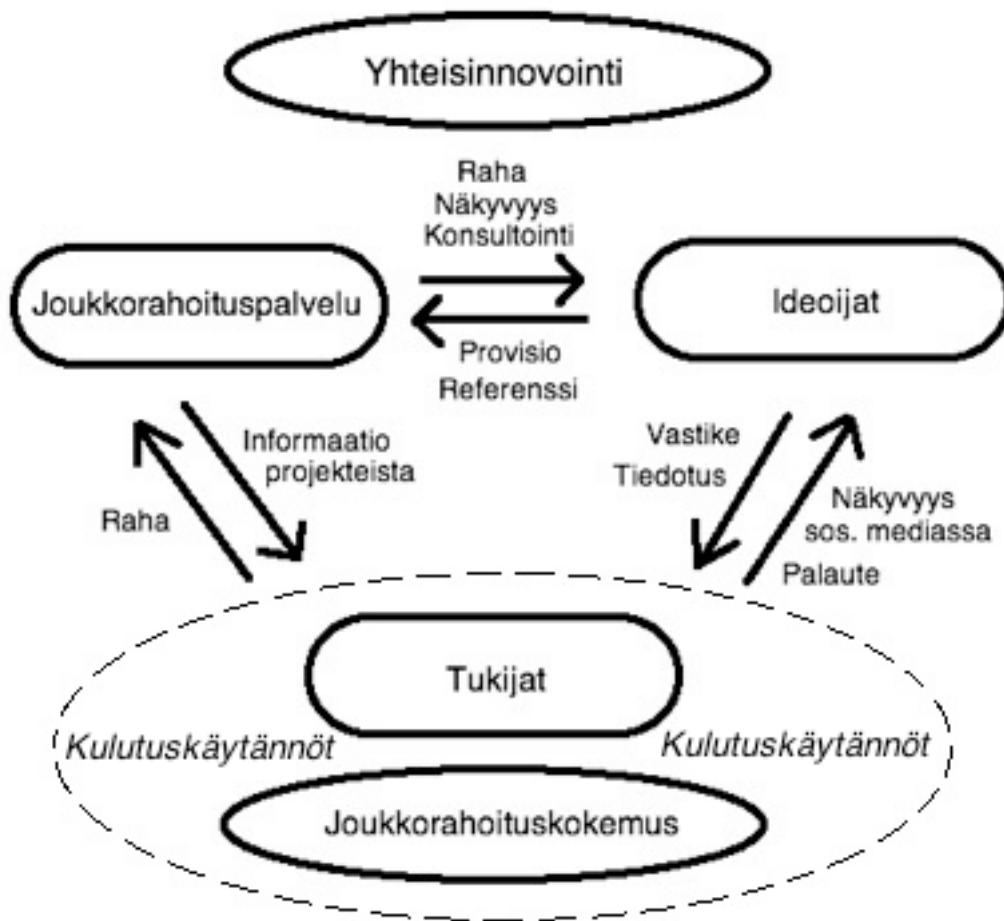 Yhteisinnovointi
Raha
Näkyvyys
Konsultointi
Joukkorahoituspalvelu
Ideoijat
Provisio
Referenssi
Informaatio
projekteista
Raha
Vastike
Tiedotus
Näkyvyys
sos. mediassa
Palaute
Tukijat
Kulutuskäytännöt
Kulutuskäytännöt
Joukkorahoituskokemus